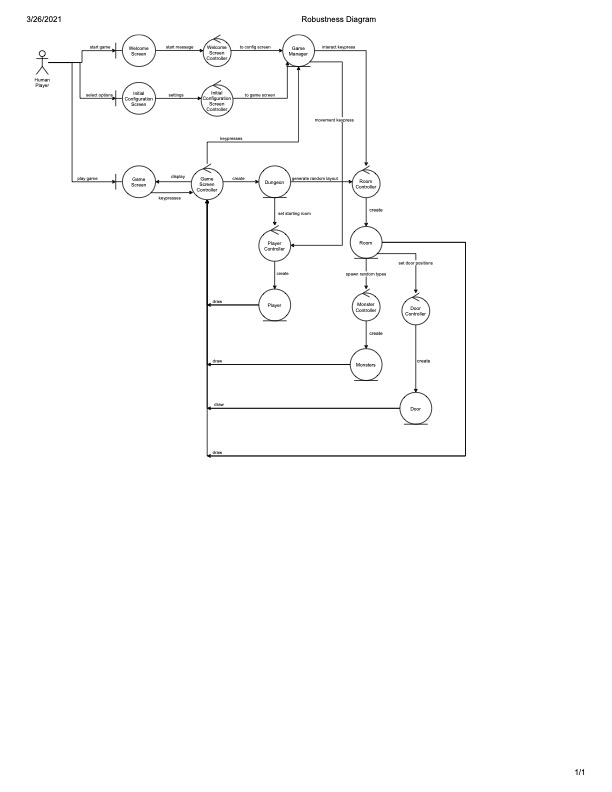 3/26/2021
Robustness Diagram
start game
Welcome
Screen
start message
Welcome
Screen
Controller
to config screen
Game
Manager
interact keypress
Human
Player
select options
Initial
Configuration
Screen
settings
Initial
Configuration
Screen
Controller
to game screen
movement keypress
keypresses
play game
Game
Screen
display
keypresses
Game
Screen
Controller
create
Dungeon
generate random layout
Room
Controller
create
set starting room
Player
Controller
Room
set door positions
create
spawn random types
draw
Player
Monster
Controller
Door
Controller
create
draw
Monsters
create
draw
Door
draw
1/1